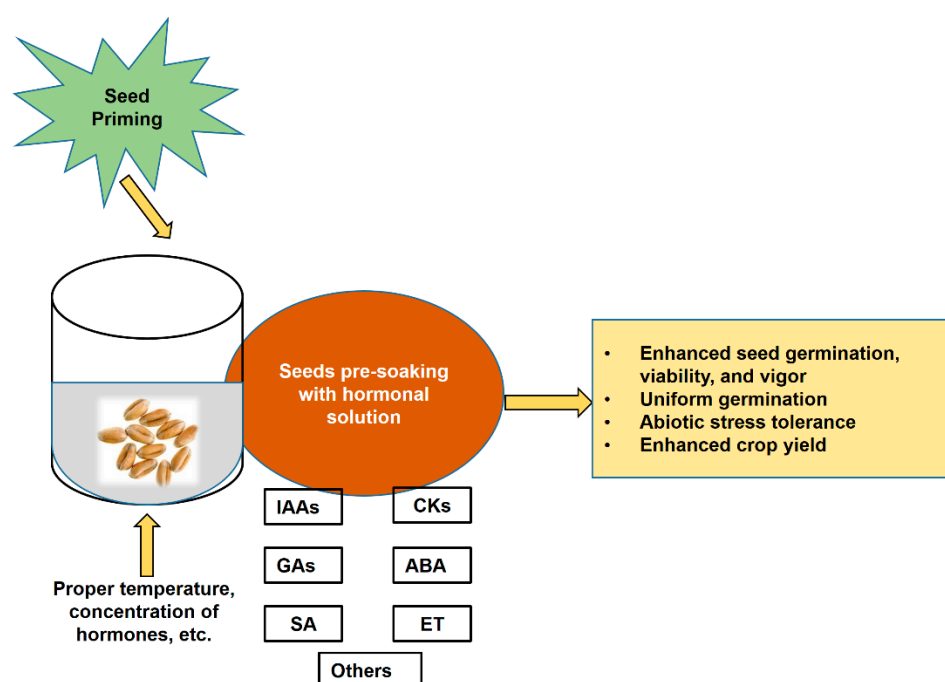 Seed
Priming
Seeds pre-soaking
with hormonal
solution
• Enhanced seed germination,
viability, and vigor
• Uniform germination
• Abiotic stress tolerance
• Enhanced crop yield
IAAs
CKs
GAs
ABA
SA
ET
Others
Proper temperature,
concentration of
hormones, etc.